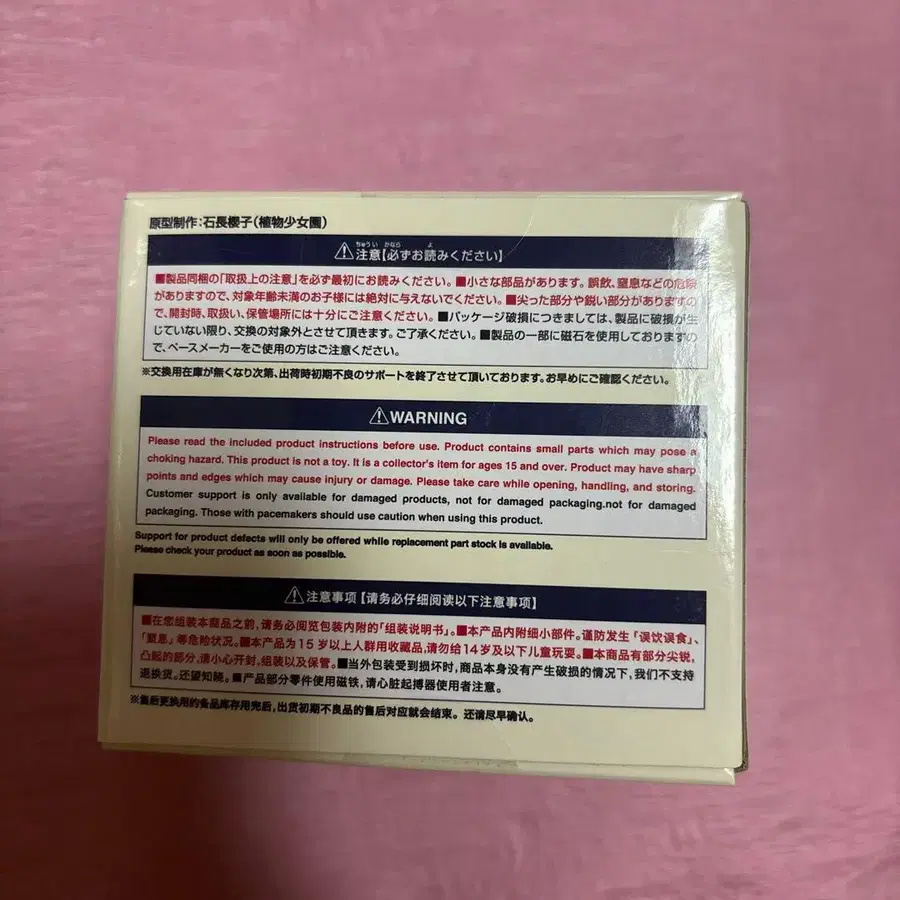 原型制作:石長櫻子(植物少女園)
ちゅうい かなら よ
⚠注意【必ずお読みください】
■製品同梱の「取扱上の注意」を必ず最初にお読みください。■小さな部品があります。誤飲、窒息などの危険
がありますので、対象年齢未満のお子様には絶対に与えないでください。■尖った部分や鋭い部分がありますの
で、開封時、取扱い、保管場所には十分にご注意ください。■パッケージ破損につきましては、製品に破損が生
じていない限り、交換の対象外とさせて頂きます。ご了承ください。■製品の一部に磁石を使用しておりますの
で、ペースメーカーをご使用の方はご注意ください。
※交換用在庫が無くなり次第、出荷時初期不良のサポートを終了させて頂いております。お早めにご確認ください。
⚠WARNING
Please read the included product instructions before use. Product contains small parts which may pose a
choking hazard. This product is not a toy. It is a collector's item for ages 15 and over. Product may have sharp
points and edges which may cause injury or damage. Please take care while opening, handling, and storing.
Customer support is only available for damaged products, not for damaged packaging.not for damaged
packaging. Those with pacemakers should use caution when using this product.
Support for product defects will only be offered while replacement part stock is available.
Please check your product as soon as possible.
⚠注意事项【请务必仔细阅读以下注意事项】
■在您组装本商品之前,请务必阅览包装内附的「组装说明书」。■本产品内附细小部件。谨防发生「误饮误食」、
「窒息」等危险状况。■本产品为15岁以上人群用收藏品,请勿给14岁及以下儿童玩耍。■本商品有部分尖锐,
凸起的部分,请小心开封,组装以及保管。■当外包装受到损坏时,商品本身没有产生破损的情况下,我们不支持
退换货。还望知晓。■产品部分零件使用磁铁,请心脏起搏器使用者注意。
※售后更换用的备品库存用完后,出货初期不良品的售后对应就会结束。还请尽早确认。